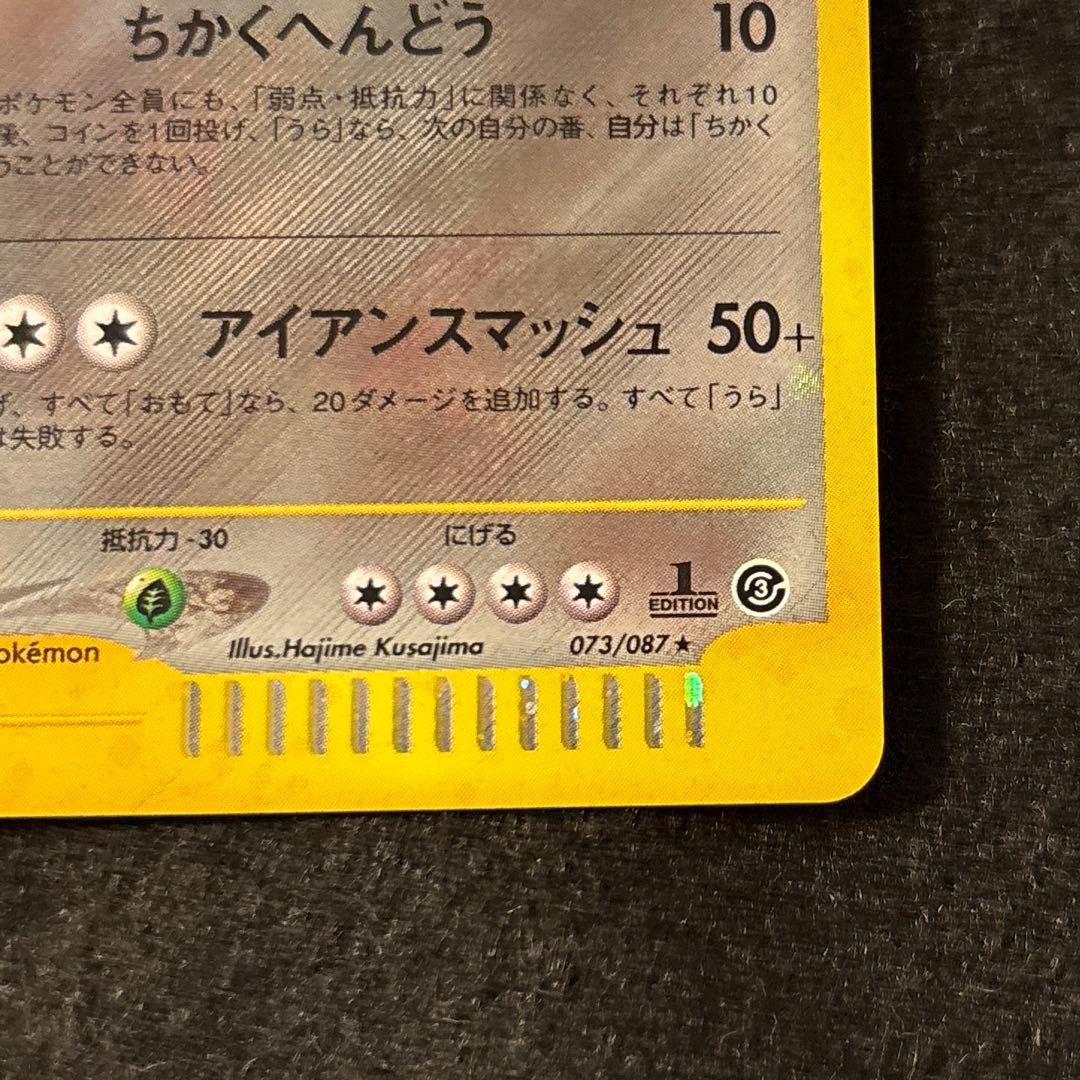 ちかくへんどう 10
ポケモン全員にも、「弱点・抵抗力」に関係なく、それぞれ10
後、コインを1回投げ、「うら」なら、次の自分の番、自分は「ちかく
うことができない。
アイアンスマッシュ 50+
げ、すべて「おもて」なら、20ダメージを追加する。すべて「うら」
は失敗する。
抵抗力 -30 にげる
1 EDITION 3
Illus.Hajime Kusajima 073/087★
okémon